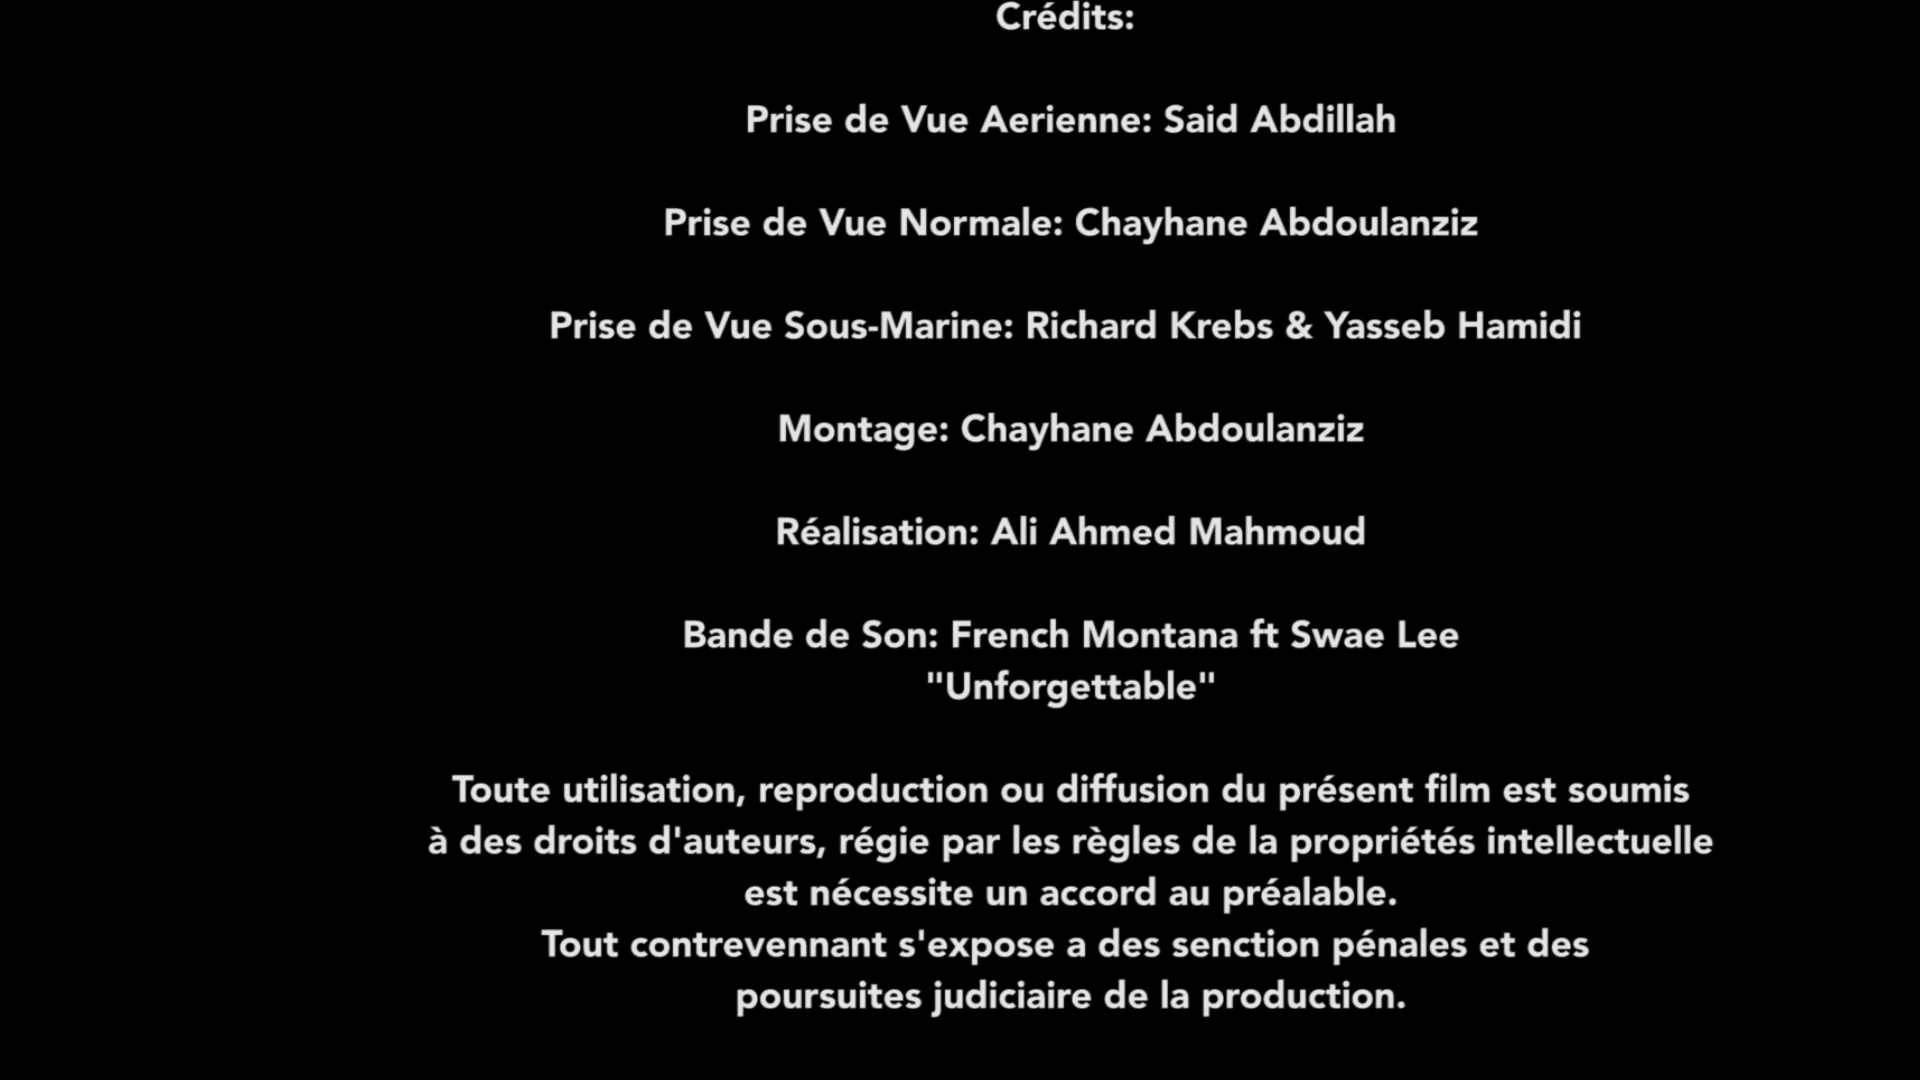 Crédits:
Prise de Vue Aerienne: Said Abdillah
Prise de Vue Normale: Chayhane Abdoulanziz
Prise de Vue Sous-Marine: Richard Krebs & Yasseb Hamidi
Montage: Chayhane Abdoulanziz
Réalisation: Ali Ahmed Mahmoud
Bande de Son: French Montana ft Swae Lee
"Unforgettable"
Toute utilisation, reproduction ou diffusion du présent film est soumis
à des droits d'auteurs, régie par les règles de la propriétés intellectuelle
est nécessite un accord au préalable.
Tout contrevennant s'expose a des senction pénales et des
poursuites judiciaire de la production.